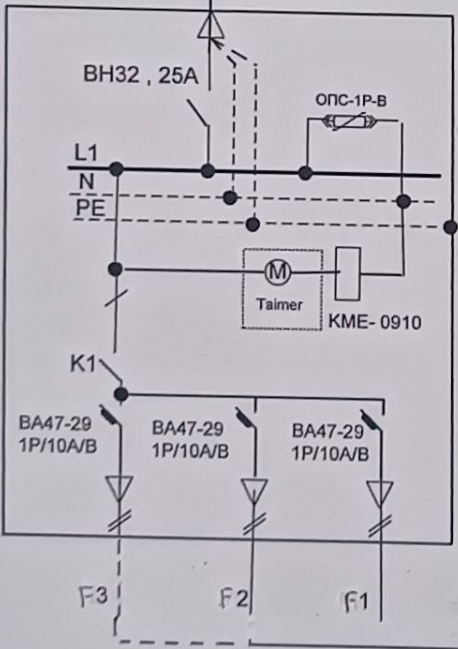 ВН32 , 25А
ОПС-1Р-В
L1
N
PE
M
Taimer
KME- 0910
K1
ВА47-29
1Р/10А/В
ВА47-29
1Р/10А/В
ВА47-29
1Р/10А/В
F3
F2
F1